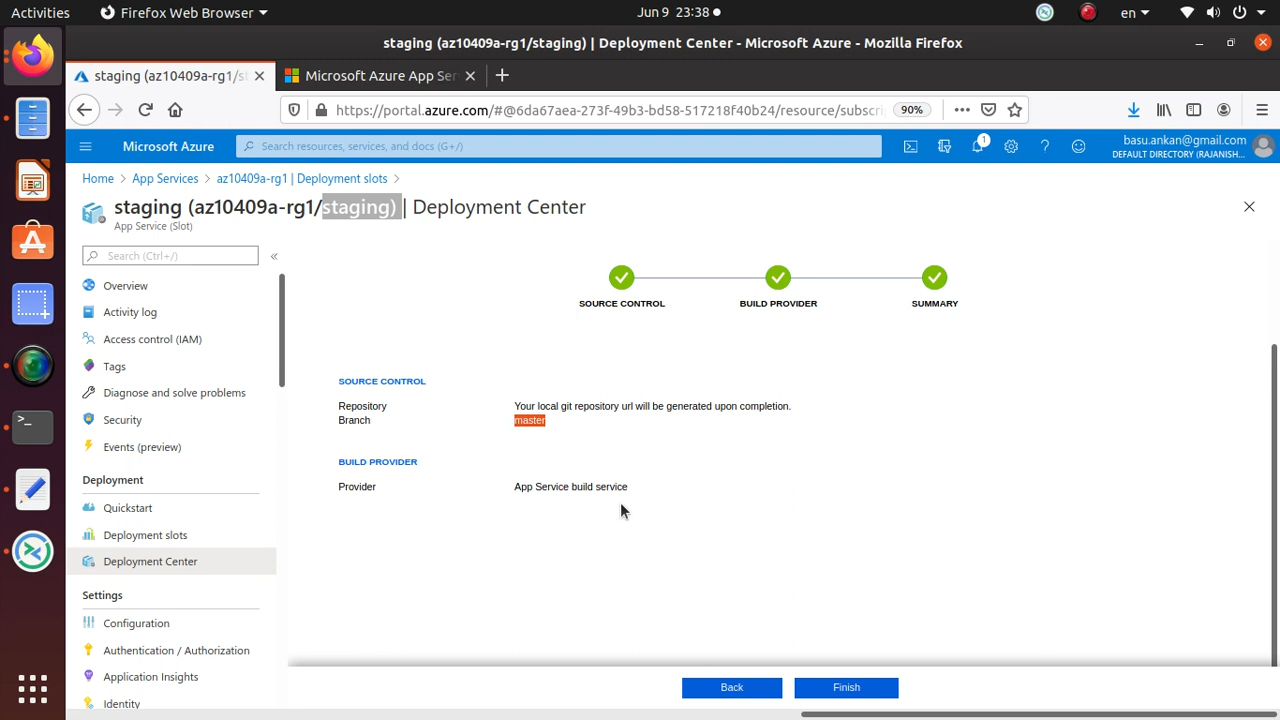 Activities
Firefox Web Browser
Jun 9 23:38
en
staging (az10409a-rg1/staging) | Deployment Center - Microsoft Azure - Mozilla Firefox
staging (az10409a-rg1/s
Microsoft Azure App Ser
https://portal.azure.com/#@6da67aea-273f-49b3-bd58-517218f40b24/resource/subscri
90%
Microsoft Azure
Search resources, services, and docs (G+/)
1
basu.ankan@gmail.com
DEFAULT DIRECTORY (RAJANISH...
Home > App Services > az10409a-rg1 | Deployment slots >
staging (az10409a-rg1/staging) | Deployment Center
App Service (Slot)
Search (Ctrl+/)
«
Overview
Activity log
Access control (IAM)
Tags
Diagnose and solve problems
Security
Events (preview)
Deployment
Quickstart
Deployment slots
Deployment Center
Settings
Configuration
Authentication / Authorization
Application Insights
Identity
SOURCE CONTROL
BUILD PROVIDER
SUMMARY
SOURCE CONTROL
Repository
Your local git repository url will be generated upon completion.
Branch
master
BUILD PROVIDER
Provider
App Service build service
Back
Finish